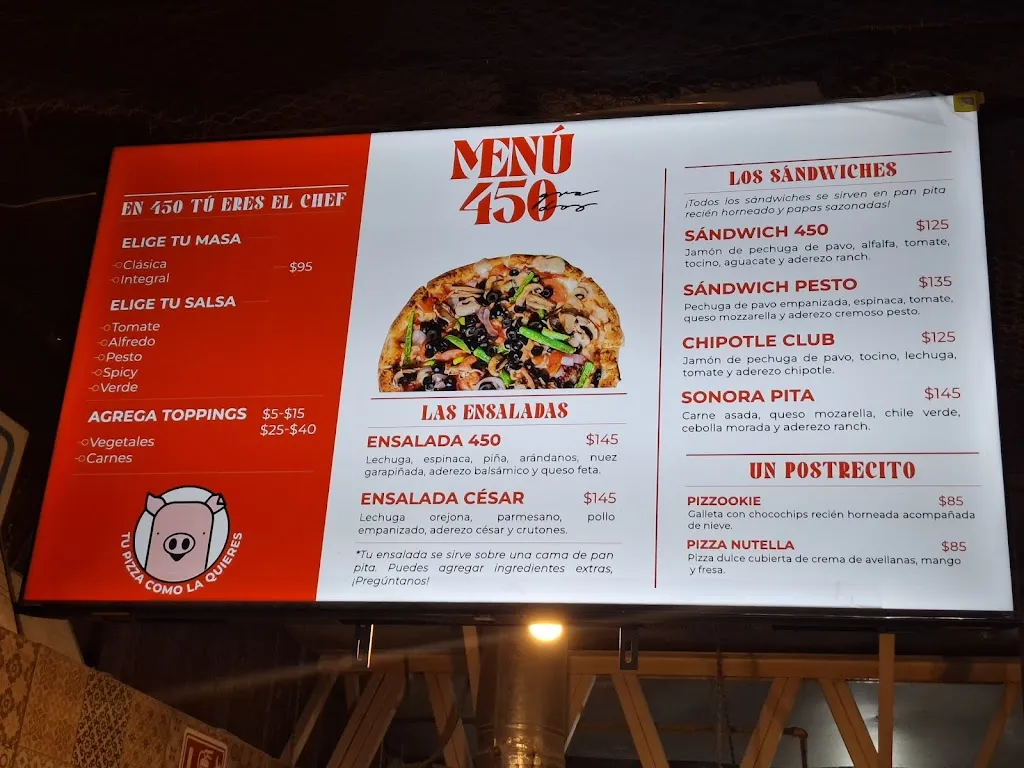 EN 450 TÚ ERES EL CHEF
ELIGE TU MASA
Clásica
Integral
$95
ELIGE TU SALSA
Tomate
Alfredo
Pesto
Spicy
Verde
AGREGA TOPPINGS $5-$15
$25-$40
Vegetales
Carnes
TU PIZZA COMO LA QUIERES
MENÚ
450
grados
LAS ENSALADAS
ENSALADA 450 $145
Lechuga, espinaca, piña, arándanos, nuez
garapiñada, aderezo balsámico y queso feta.
ENSALADA CÉSAR $145
Lechuga orejona, parmesano, pollo
empanizado, aderezo césar y crutones.
*Tu ensalada se sirve sobre una cama de pan
pita. Puedes agregar ingredientes extras,
¡Pregúntanos!
LOS SÁNDWICHES
¡Todos los sándwiches se sirven en pan pita
recién horneado y papas sazonadas!
SÁNDWICH 450 $125
Jamón de pechuga de pavo, alfalfa, tomate,
tocino, aguacate y aderezo ranch.
SÁNDWICH PESTO $135
Pechuga de pavo empanizada, espinaca, tomate,
queso mozzarella y aderezo cremoso pesto.
CHIPOTLE CLUB $125
Jamón de pechuga de pavo, tocino, lechuga,
tomate y aderezo chipotle.
SONORA PITA $145
Carne asada, queso mozarella, chile verde,
cebolla morada y aderezo ranch.
UN POSTRECITO
PIZZOOKIE $85
Galleta con chocochips recién horneada acompañada
de nieve.
PIZZA NUTELLA $85
Pizza dulce cubierta de crema de avellanas, mango
y fresa.